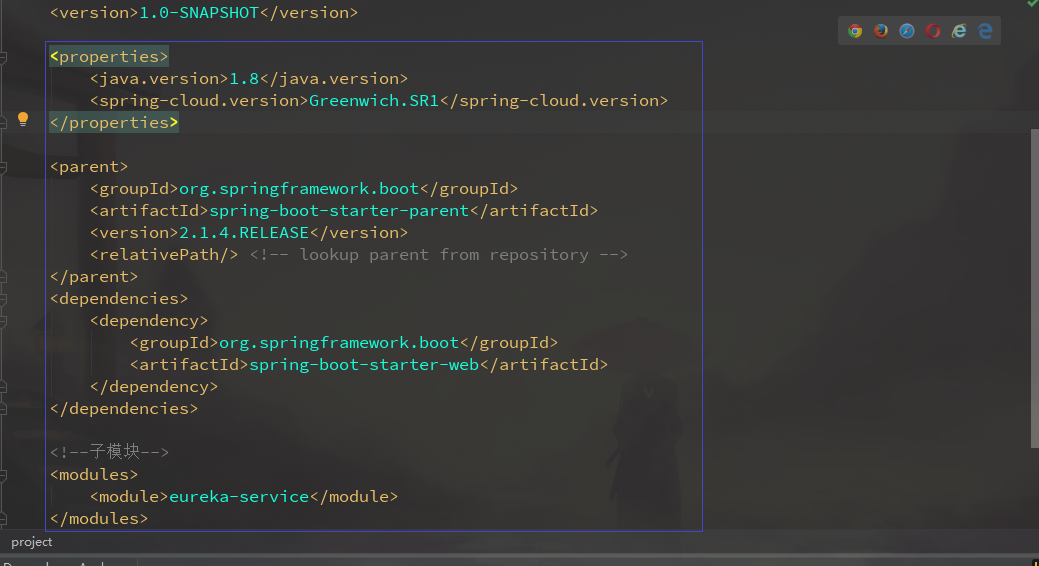 <version>1.0-SNAPSHOT</version>
<properties>
<java.version>1.8</java.version>
<spring-cloud.version>Greenwich.SR1</spring-cloud.version>
</properties>
<parent>
<groupId>org.springframework.boot</groupId>
<artifactId>spring-boot-starter-parent</artifactId>
<version>2.1.4.RELEASE</version>
<relativePath/> <!-- lookup parent from repository -->
</parent>
<dependencies>
<dependency>
<groupId>org.springframework.boot</groupId>
<artifactId>spring-boot-starter-web</artifactId>
</dependency>
</dependencies>
<!--子模块-->
<modules>
<module>eureka-service</module>
</modules>
project